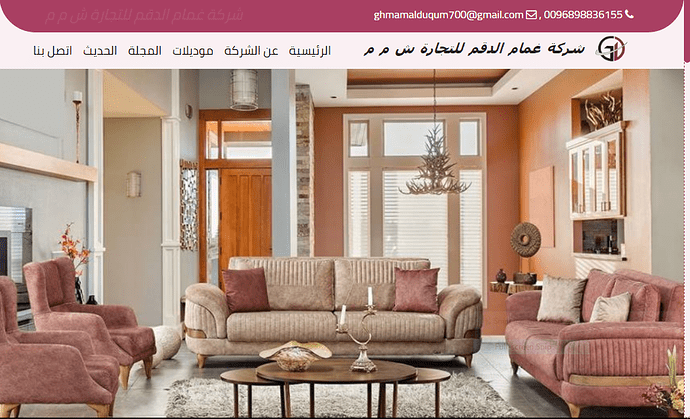 شركة غمام الدقم للتجارة ش م م
ghmamalduqum700@gmail.com , 0096898836155
شركة غمام الدقم للتجارة ش م م
الرئيسية عن الشركة موديلات المجلة الحديث اتصل بنا